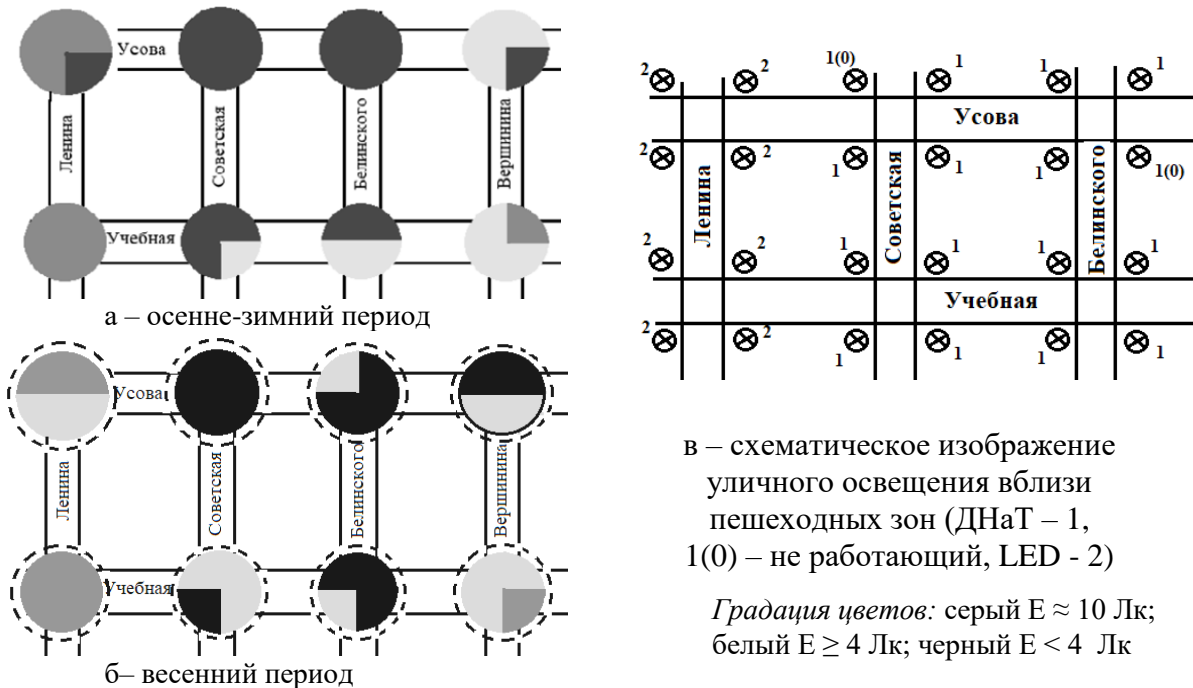 Усова
Ленина
Советская
Белинского
Вершинина
Учебная
а – осенне-зимний период
Усова
Ленина
Советская
Белинского
Вершинина
Учебная
б– весенний период
2 2 1(0) 1 1 1
Усова
2 2 1 1 1 1(0)
Ленина
Советская
Белинского
2 2 1 1 1 1
Учебная
2 2 1 1 1 1
в – схематическое изображение
уличного освещения вблизи
пешеходных зон (ДНаТ – 1,
1(0) – не работающий, LED - 2)
Градация цветов: серый Е ≈ 10 Лк;
белый Е ≥ 4 Лк; черный Е < 4 Лк